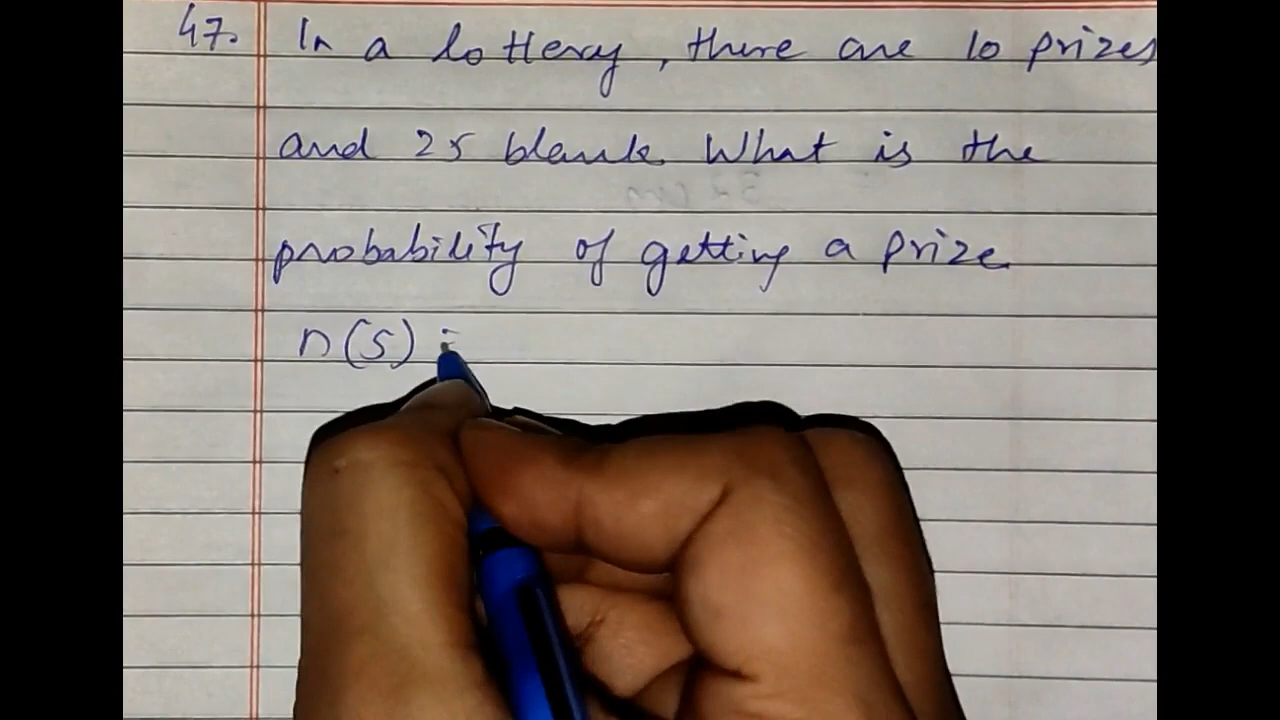 47. In a lottery, there are 10 prizes
and 25 blank. What is the
probability of getting a prize
n(s) =